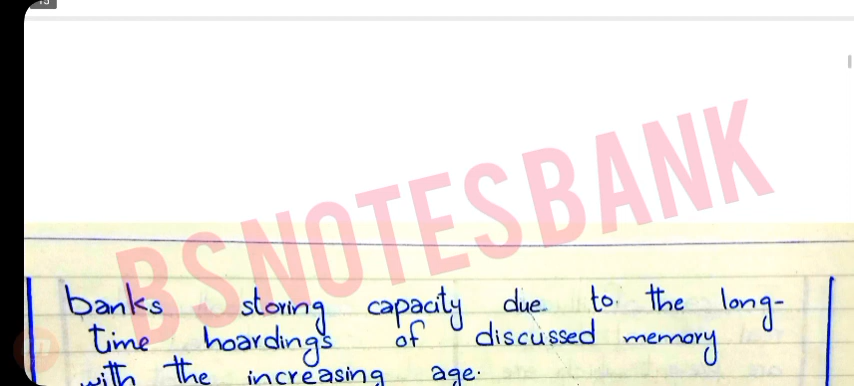 BSNOTESBANK
banks storing capacity due to the long-
time hoardings of discussed memory
with the increasing age.